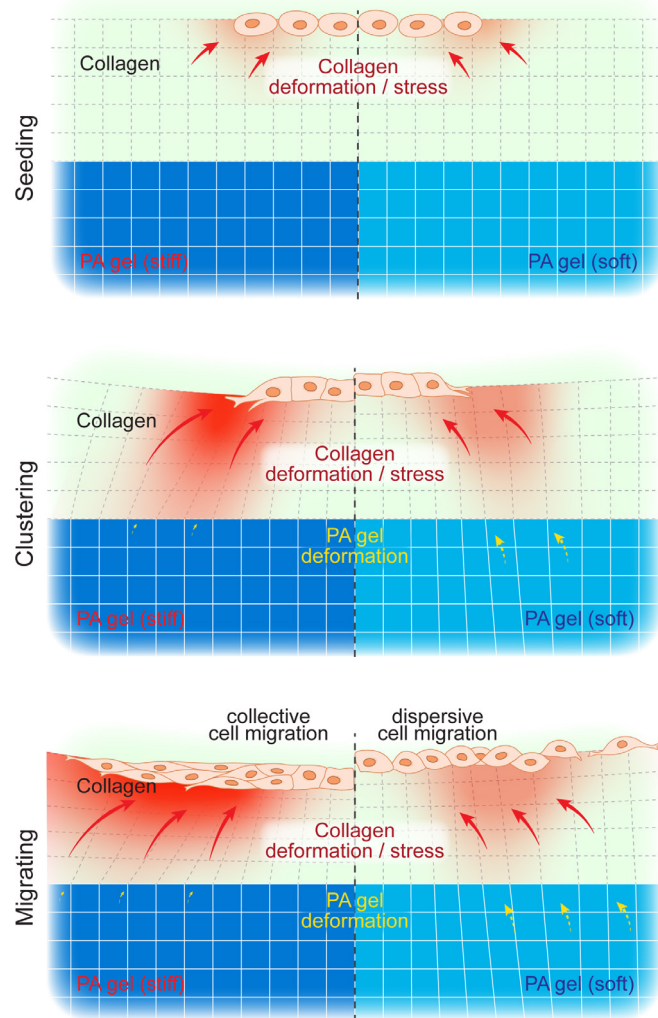 Seeding
Collagen
Collagen
deformation / stress
PA gel (stiff)
PA gel (soft)
Clustering
Collagen
Collagen
deformation / stress
PA gel
deformation
PA gel (stiff)
PA gel (soft)
Migrating
collective
cell migration
dispersive
cell migration
Collagen
Collagen
deformation / stress
PA gel
deformation
PA gel (stiff)
PA gel (soft)